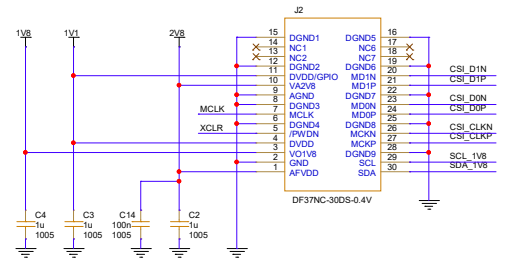 J2
1V8 1V1 2V8
15 DGND1 DGND5 16
14 NC1 NC6 17
13 NC2 NC7 18
12 DGND2 DGND6 19
11 DVDD/GPIO MD1N 20 CSI_D1N
10 VA2V8 MD1P 21 CSI_D1P
9 AGND DGND7 22
8 DGND3 MD0N 23 CSI_D0N
MCLK 7 MCLK MD0P 24 CSI_D0P
6 DGND4 DGND8 25
XCLR 5 /PWDN MCKN 26 CSI_CLKN
4 DVDD MCKP 27 CSI_CLKP
3 VO1V8 DGND9 28
2 GND SCL 29 SCL_1V8
1 AFVDD SDA 30 SDA_1V8
DF37NC-30DS-0.4V
C4 C3 C14 C2
1u 1u 100n 1u
1005 1005 1005 1005